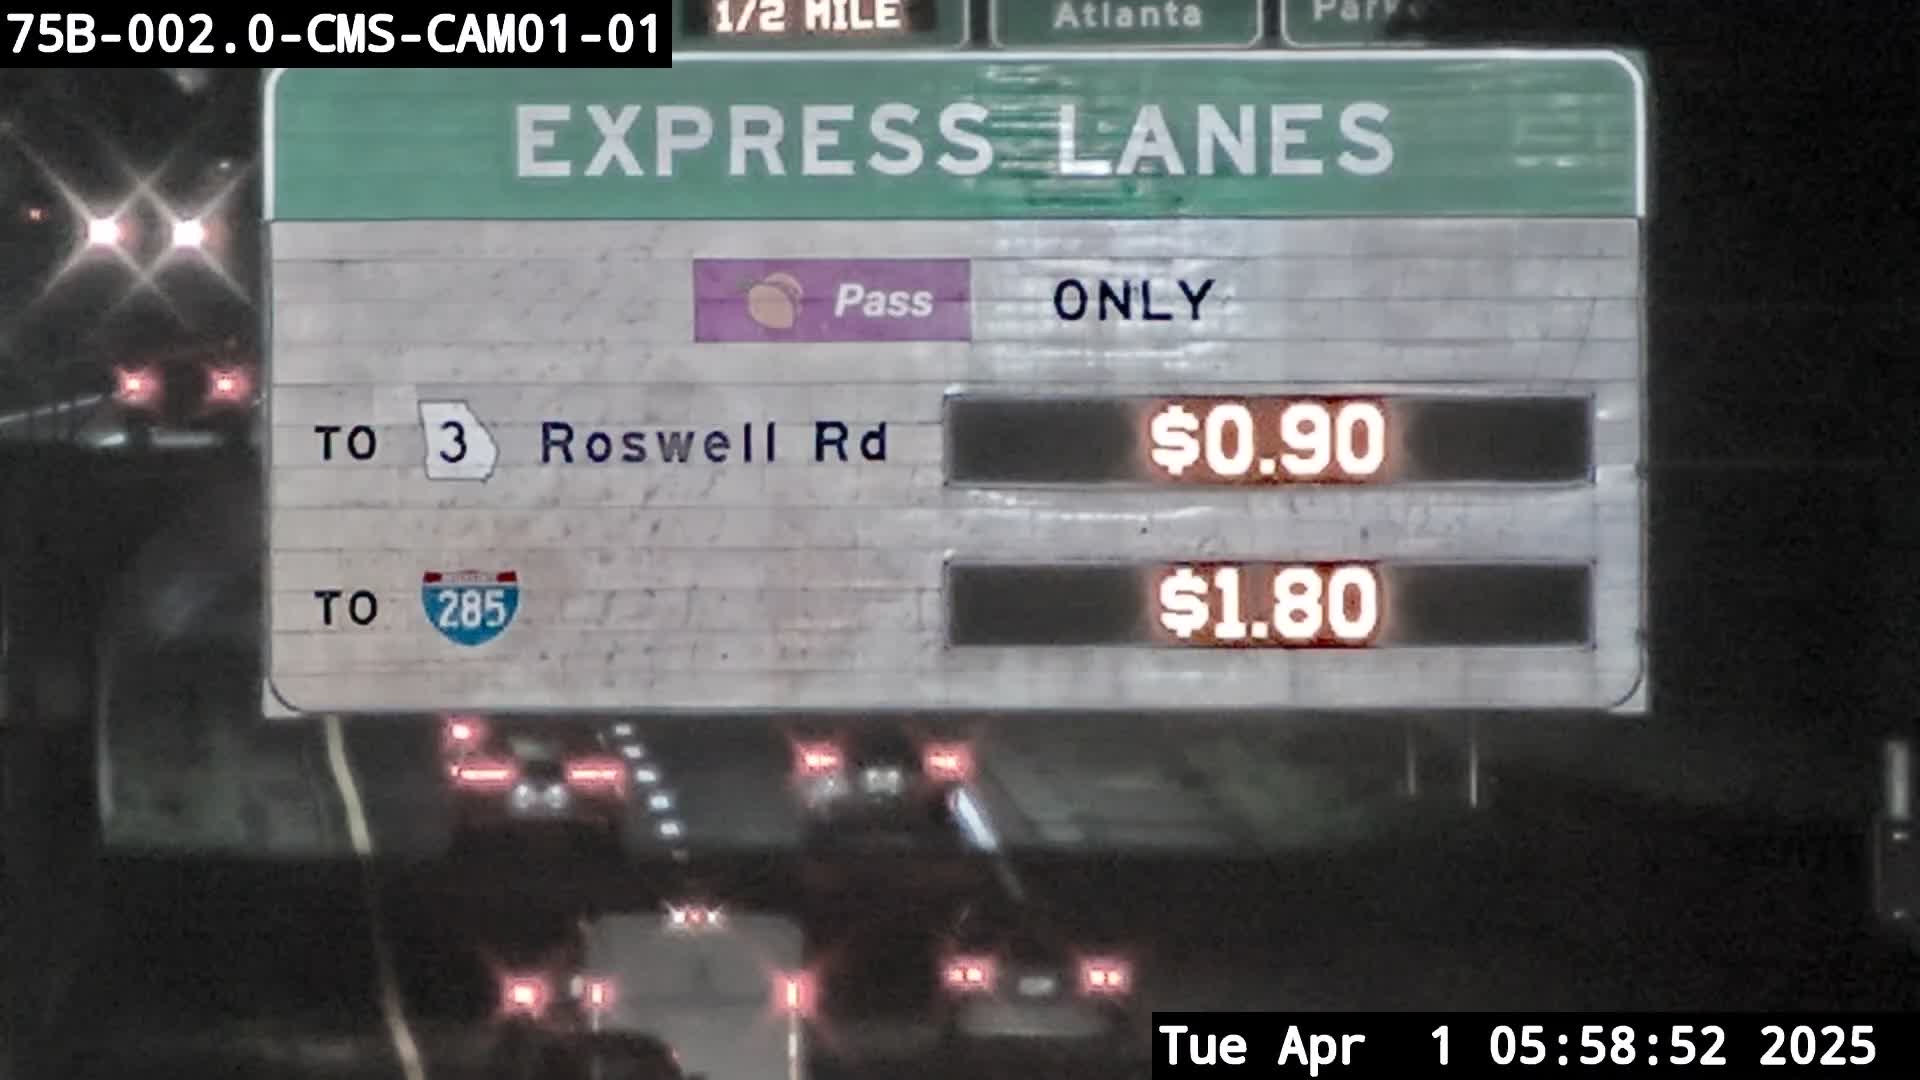 75B-002.0-CMS-CAM01-01
1/2 MILE
Atlanta
EXPRESS LANES
Pass ONLY
TO 3 Roswell Rd $0.90
TO 285 $1.80
Tue Apr 1 05:58:52 2025